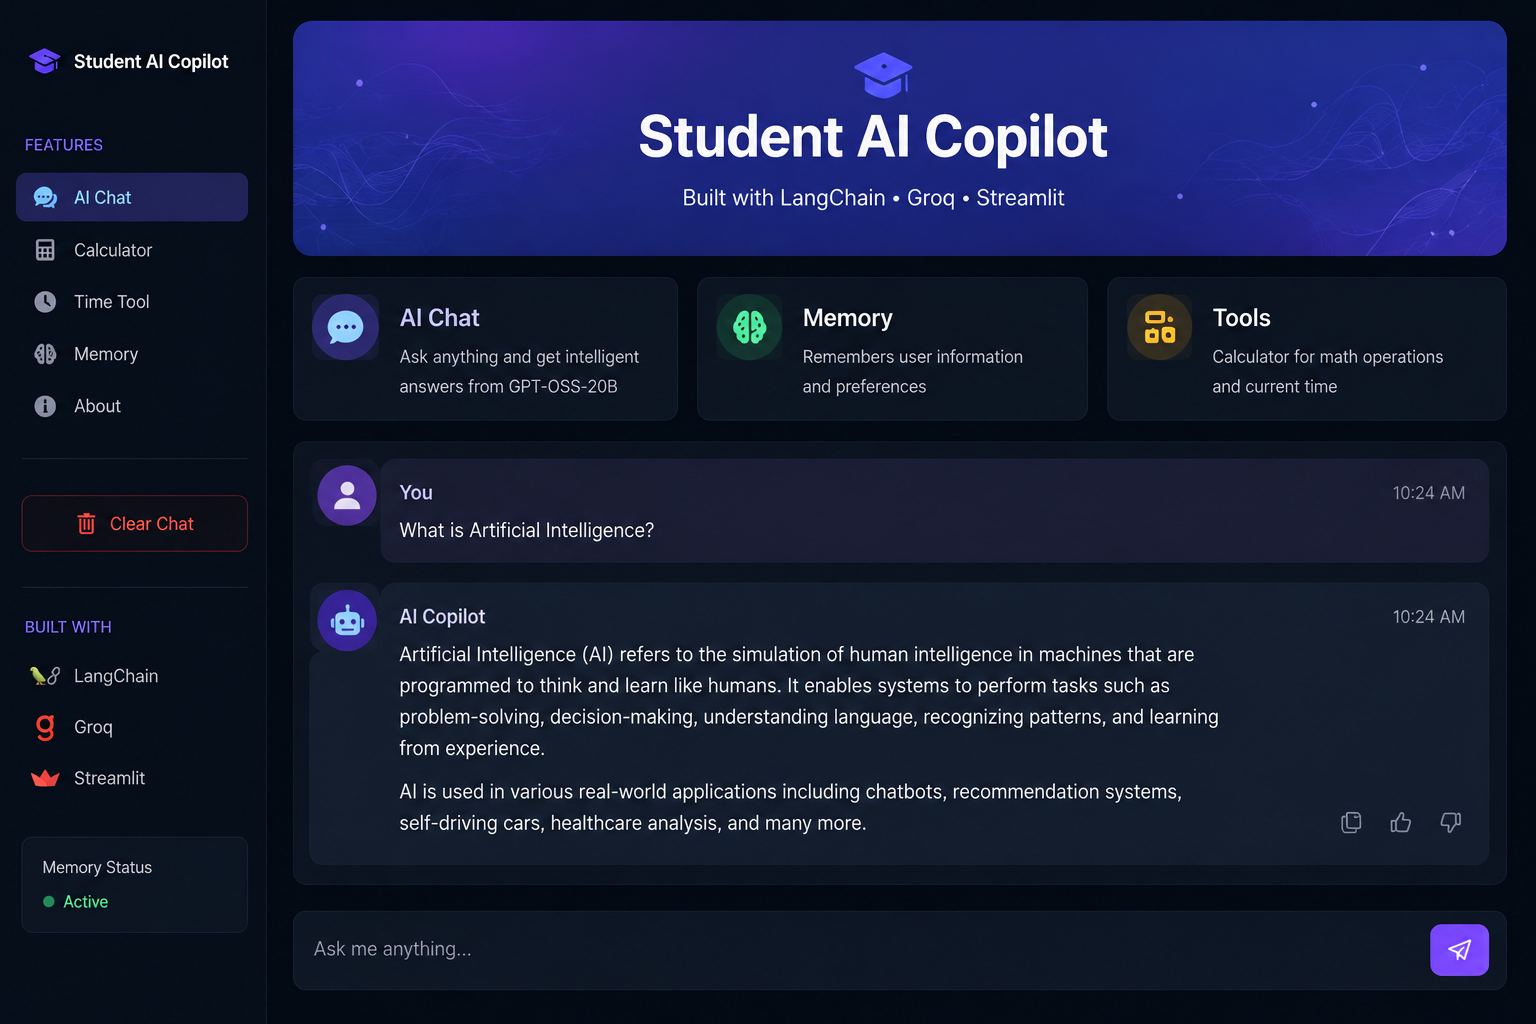 Student AI Copilot
FEATURES
AI Chat
Calculator
Time Tool
Memory
About
Clear Chat
BUILT WITH
LangChain
Groq
Streamlit
Memory Status
Active
Student AI Copilot
Built with LangChain • Groq • Streamlit
AI Chat
Ask anything and get intelligent
answers from GPT-OSS-20B
Memory
Remembers user information
and preferences
Tools
Calculator for math operations
and current time
You
10:24 AM
What is Artificial Intelligence?
AI Copilot
10:24 AM
Artificial Intelligence (AI) refers to the simulation of human intelligence in machines that are
programmed to think and learn like humans. It enables systems to perform tasks such as
problem-solving, decision-making, understanding language, recognizing patterns, and learning
from experience.
AI is used in various real-world applications including chatbots, recommendation systems,
self-driving cars, healthcare analysis, and many more.
Ask me anything...